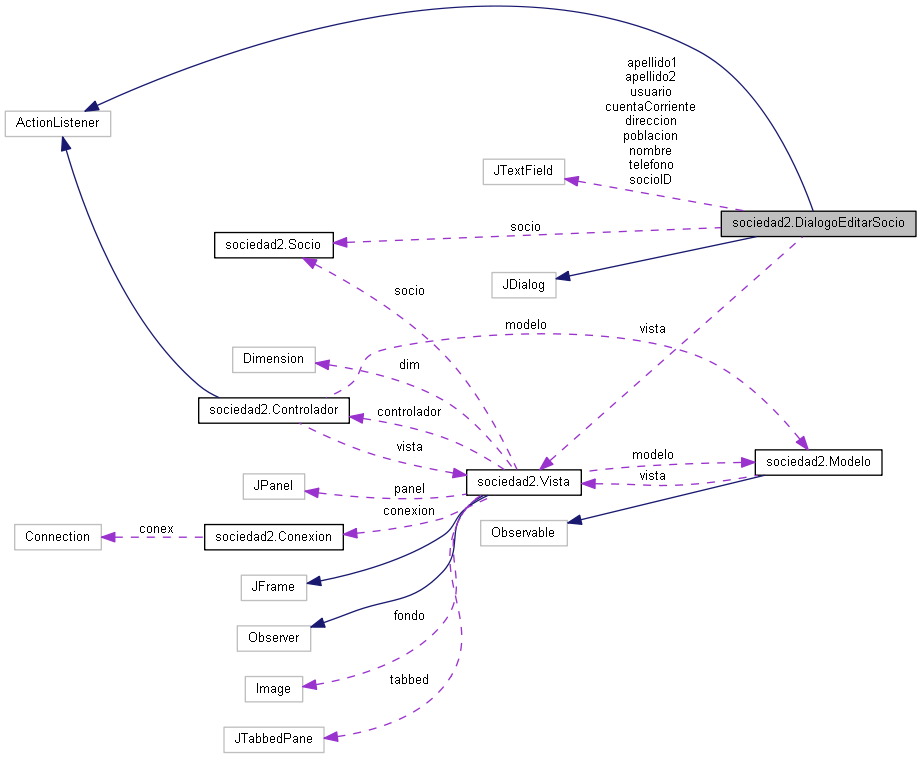 apellido1
apellido2
usuario
cuentaCorriente
direccion
poblacion
nombre
telefono
socioID
ActionListener
JTextField
sociedad2.DialogoEditarSocio
socio
sociedad2.Socio
JDialog
socio
modelo
vista
Dimension
dim
sociedad2.Controlador
controlador
vista
modelo
sociedad2.Modelo
vista
sociedad2.Vista
JPanel
panel
conexion
Observable
Connection
conex
sociedad2.Conexion
JFrame
fondo
Observer
tabbed
Image
JTabbedPane